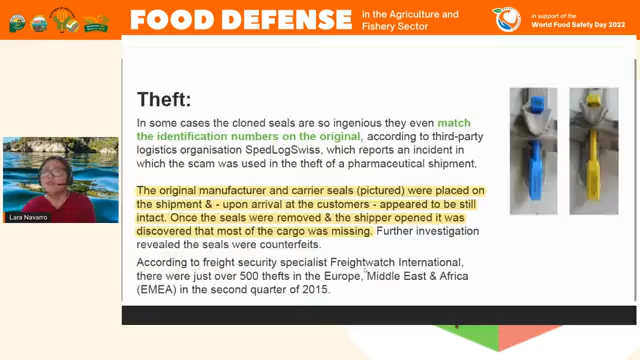 FOOD DEFENSE
in the Agriculture and
Fishery Sector
in support of the
World Food Safety Day 2022
Theft:
In some cases the cloned seals are so ingenious they even match
the identification numbers on the original, according to third-party
logistics organisation SpedLogSwiss, which reports an incident in
which the scam was used in the theft of a pharmaceutical shipment.
The original manufacturer and carrier seals (pictured) were placed on
the shipment & - upon arrival at the customers - appeared to be still
intact. Once the seals were removed & the shipper opened it was
discovered that most of the cargo was missing. Further investigation
revealed the seals were counterfeits.
According to freight security specialist Freightwatch International,
there were just over 500 thefts in the Europe, Middle East & Africa
(EMEA) in the second quarter of 2015.
Lara Navarro